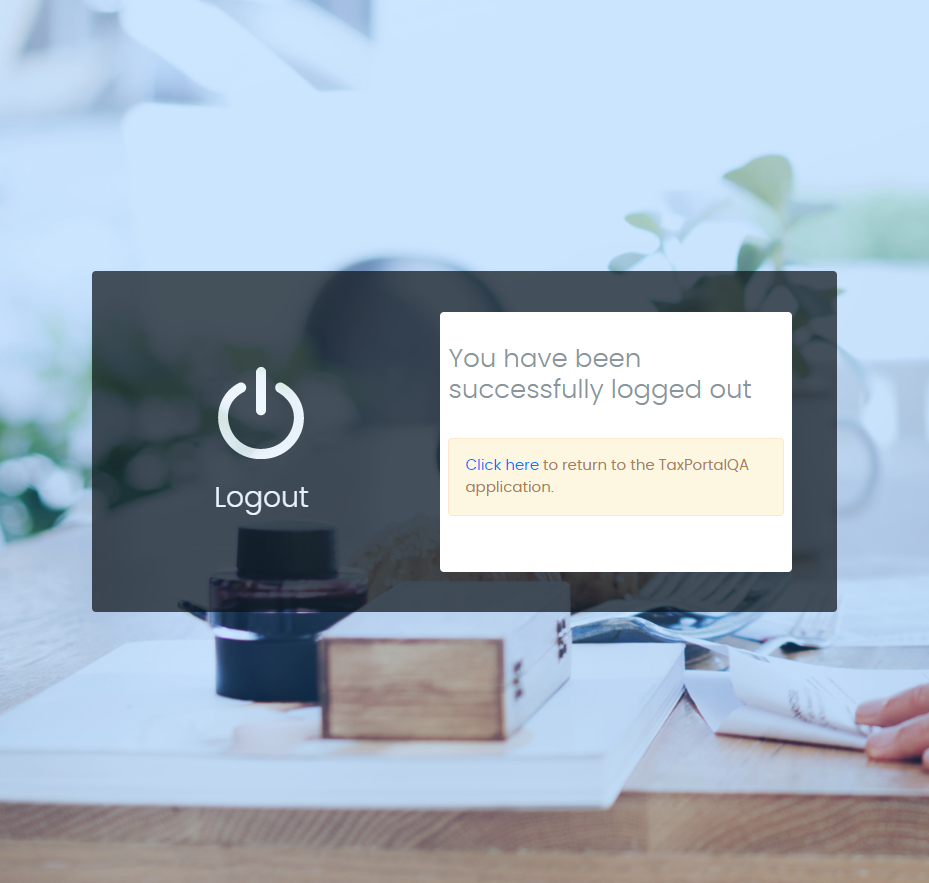 You have been
successfully logged out
Click here to return to the TaxPortalQA
application.
Logout